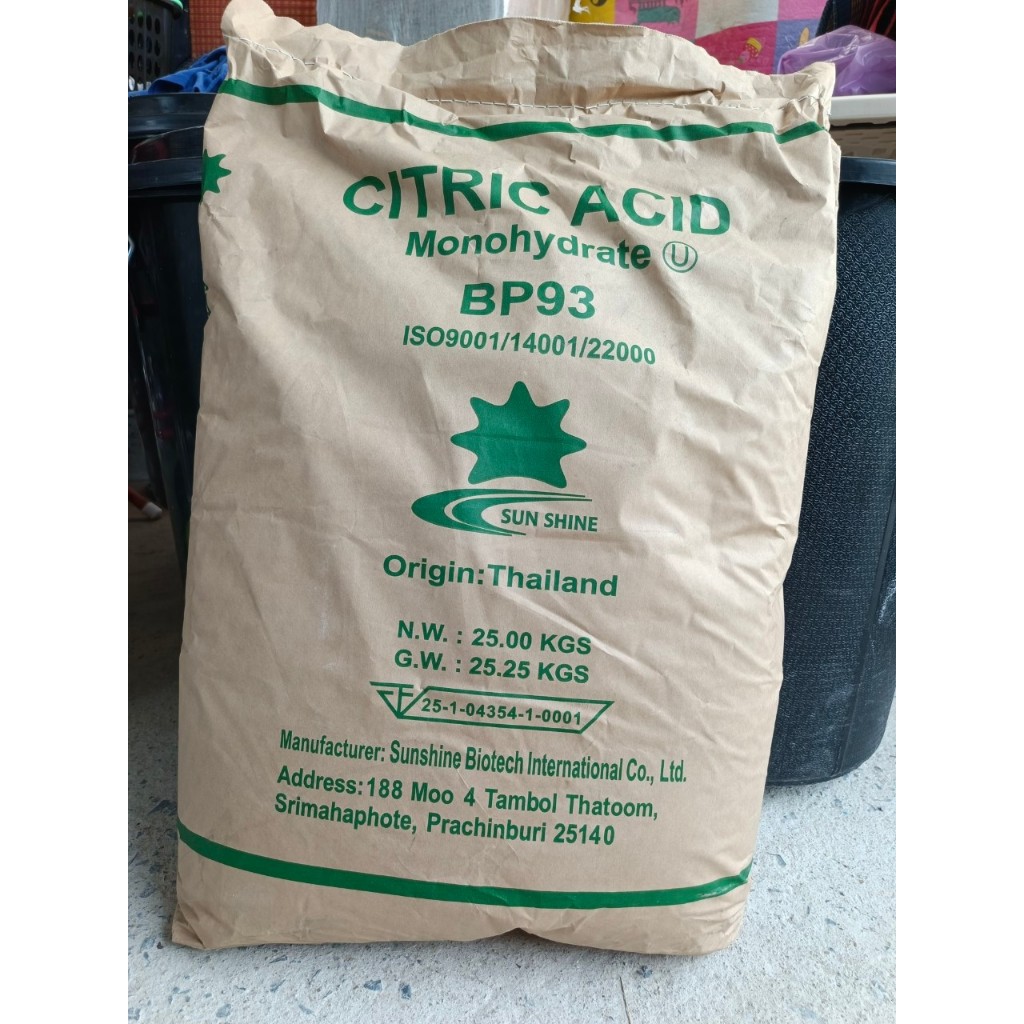 CITRIC ACID
Monohydrate Ⓤ
BP93
ISO9001/14001/22000
SUN SHINE
Origin:Thailand
N.W. : 25.00 KGS
G.W. : 25.25 KGS
25-1-04354-1-0001
Manufacturer: Sunshine Biotech International Co., Ltd.
Address:188 Moo 4 Tambol Thatoom,
Srimahaphote, Prachinburi 25140